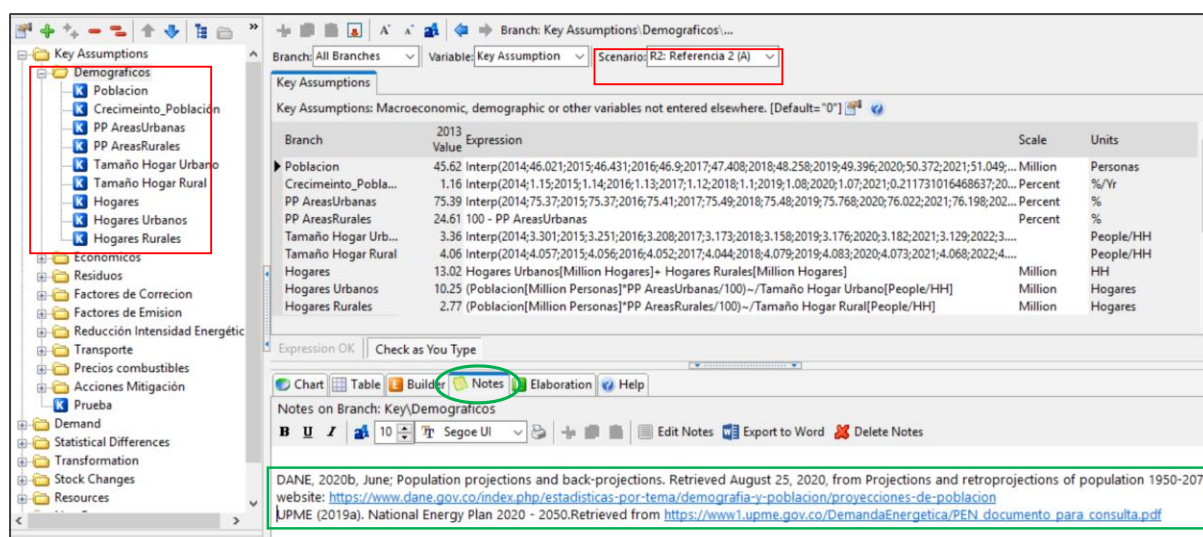 Branch: Key Assumptions\Demograficos\...
Branch: All Branches Variable: Key Assumption Scenario: R2: Referencia 2 (A)
Key Assumptions
Key Assumptions: Macroeconomic, demographic or other variables not entered elsewhere. [Default="0"]
Key Assumptions
Demograficos
Poblacion
Crecimeinto_Población
PP AreasUrbanas
PP AreasRurales
Tamaño Hogar Urbano
Tamaño Hogar Rural
Hogares
Hogares Urbanos
Hogares Rurales
Economicos
Residuos
Factores de Correcion
Factores de Emision
Reducción Intensidad Energétic
Transporte
Precios combustibles
Acciones Mitigación
Prueba
Demand
Statistical Differences
Transformation
Stock Changes
Resources
Branch 2013 Value Expression Scale Units
Poblacion 45.62 Interp(2014;46.021;2015;46.431;2016;46.9;2017;47.408;2018;48.258;2019;49.396;2020;50.372;2021;51.049;... Million Personas
Crecimeinto_Pobla... 1.16 Interp(2014;1.15;2015;1.14;2016;1.13;2017;1.12;2018;1.1;2019;1.08;2020;1.07;2021;0.211731016468637;20... Percent %/Yr
PP AreasUrbanas 75.39 Interp(2014;75.37;2015;75.37;2016;75.41;2017;75.49;2018;75.48;2019;75.768;2020;76.022;2021;76.198;202... Percent %
PP AreasRurales 24.61 100 - PP AreasUrbanas Percent %
Tamaño Hogar Urb... 3.36 Interp(2014;3.301;2015;3.251;2016;3.208;2017;3.173;2018;3.158;2019;3.176;2020;3.182;2021;3.129;2022;3.... People/HH
Tamaño Hogar Rural 4.06 Interp(2014;4.057;2015;4.056;2016;4.052;2017;4.044;2018;4.079;2019;4.083;2020;4.073;2021;4.068;2022;4.... People/HH
Hogares 13.02 Hogares Urbanos[Million Hogares]+ Hogares Rurales[Million Hogares] Million HH
Hogares Urbanos 10.25 (Poblacion[Million Personas]*PP AreasUrbanas/100)~/Tamaño Hogar Urbano[People/HH] Million Hogares
Hogares Rurales 2.77 (Poblacion[Million Personas]*PP AreasRurales/100)~/Tamaño Hogar Rural[People/HH] Million Hogares
Expression OK Check as You Type
Chart Table Builder Notes Elaboration Help
Notes on Branch: Key\Demograficos
B U I 10 Segoe UI Edit Notes Export to Word Delete Notes
DANE, 2020b, June; Population projections and back-projections. Retrieved August 25, 2020, from Projections and retroprojections of population 1950-207
website: https://www.dane.gov.co/index.php/estadisticas-por-tema/demografia-y-poblacion/proyecciones-de-poblacion
UPME (2019a). National Energy Plan 2020 - 2050.Retrieved from https://www1.upme.gov.co/DemandaEnergetica/PEN_documento_para_consulta.pdf